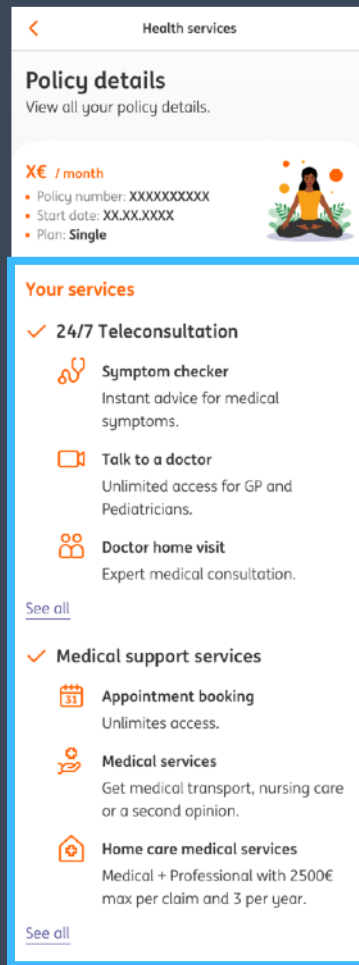 Health services
Policy details
View all your policy details.
X€ / month
Policy number: XXXXXXXXXX
Start date: XX.XX.XXXX
Plan: Single
Your services
24/7 Teleconsultation
Symptom checker
Instant advice for medical
symptoms.
Talk to a doctor
Unlimited access for GP and
Pediatricians.
Doctor home visit
Expert medical consultation.
See all
Medical support services
31
Appointment booking
Unlimites access.
Medical services
Get medical transport, nursing care
or a second opinion.
Home care medical services
Medical + Professional with 2500€
max per claim and 3 per year.
See all